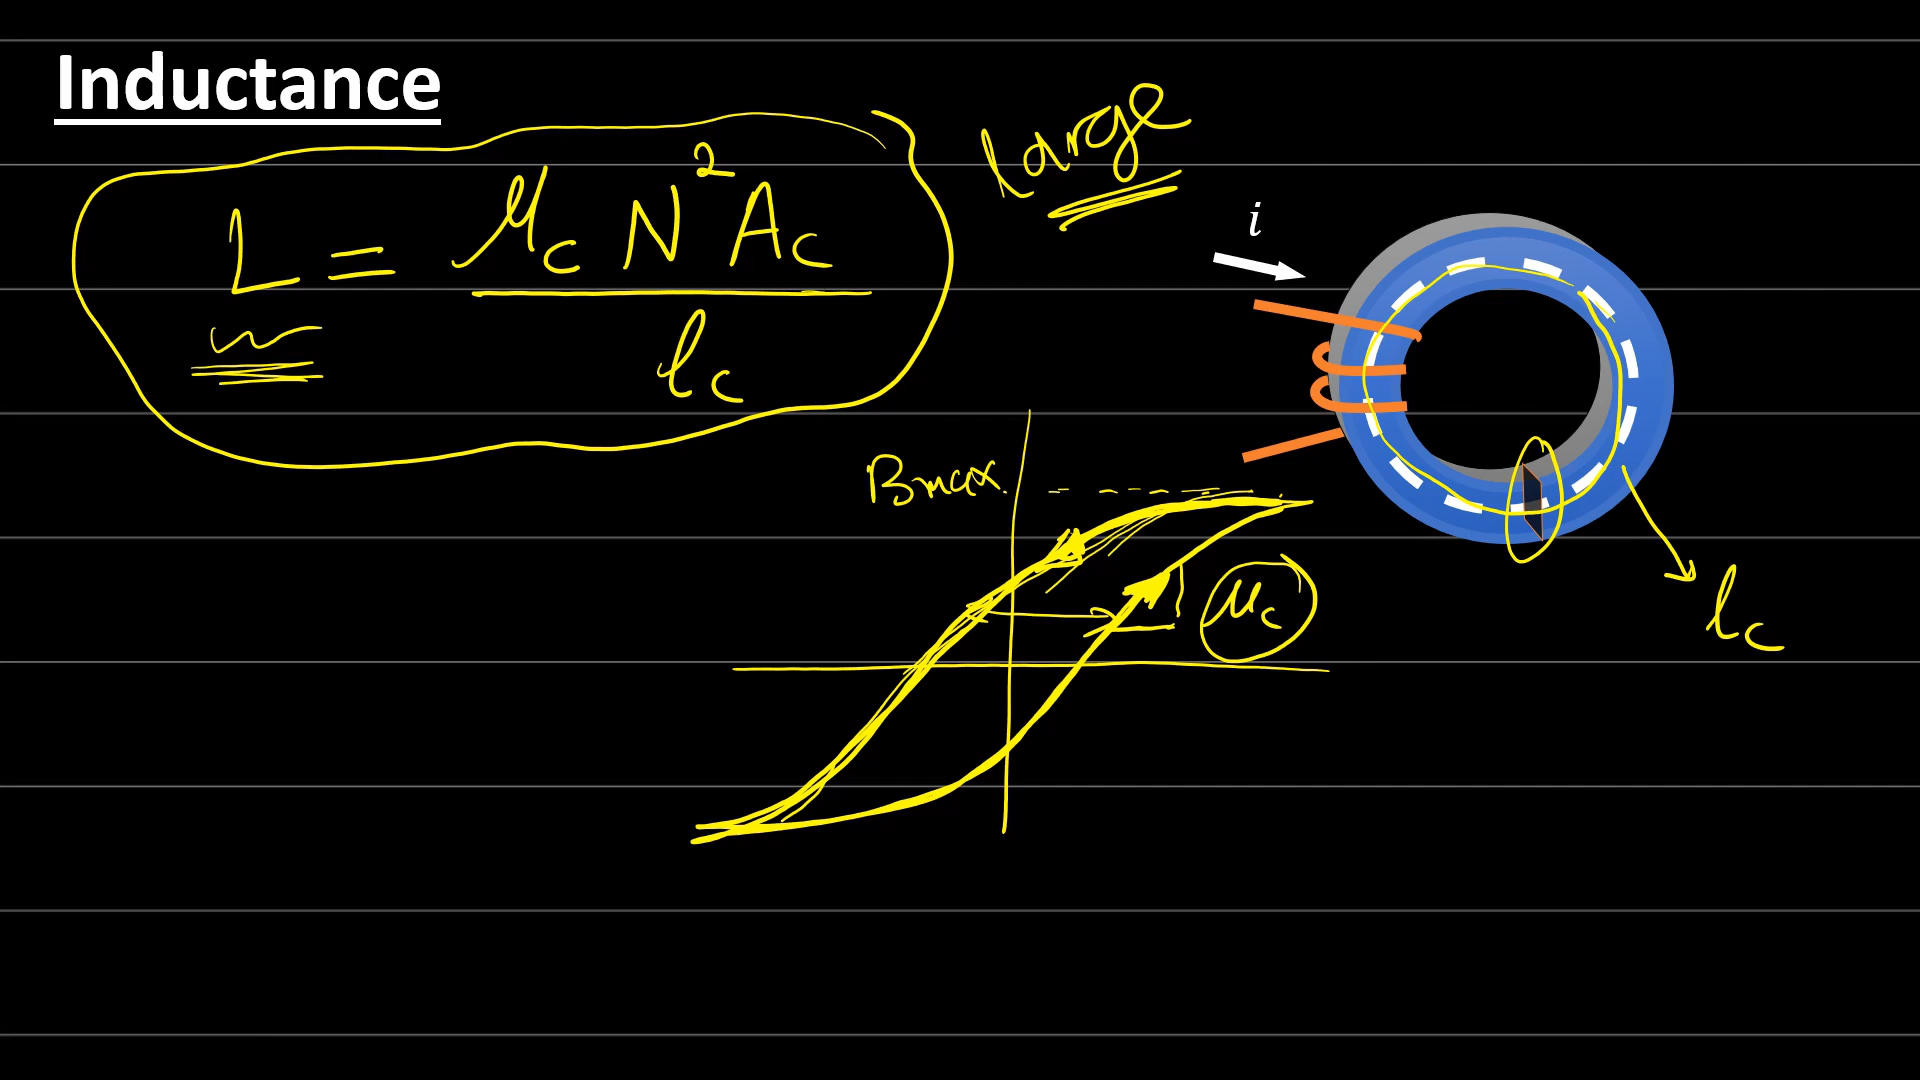 Inductance
large
L = μc N² Ac
lc
i
Bmax
μc
lc